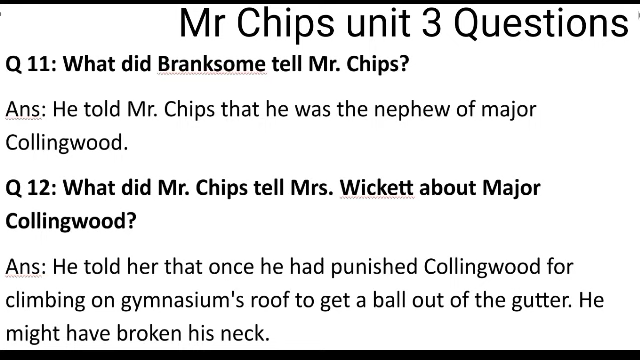 Mr Chips unit 3 Questions
Q 11: What did Branksome tell Mr. Chips?
Ans: He told Mr. Chips that he was the nephew of major
Collingwood.
Q 12: What did Mr. Chips tell Mrs. Wickett about Major
Collingwood?
Ans: He told her that once he had punished Collingwood for
climbing on gymnasium's roof to get a ball out of the gutter. He
might have broken his neck.